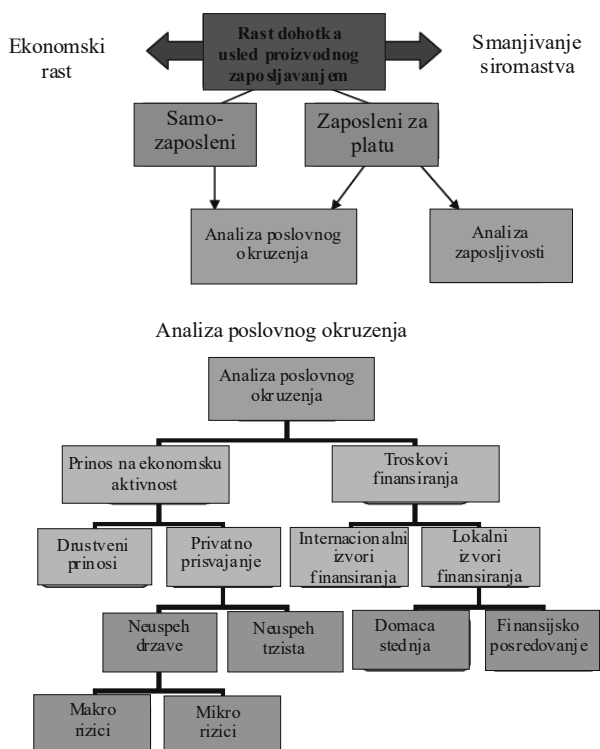 Ekonomski
rast
Rast dohotka
usled proizvodnog
zaposljavanjem
Smanjivanje
siromastva
Samo-
zaposleni
Zaposleni za
platu
Analiza poslovnog
okruzenja
Analiza
zaposljivosti
Analiza poslovnog okruzenja
Analiza poslovnog
okruzenja
Prinos na ekonomsku
aktivnost
Troskovi
finansiranja
Drustveni
prinosi
Privatno
prisvajanje
Internacionalni
izvori
finansiranja
Lokalni
izvori
finansiranja
Neuspeh
drzave
Neuspeh
trzista
Domaca
stednja
Finansijsko
posredovanje
Makro
rizici
Mikro
rizici